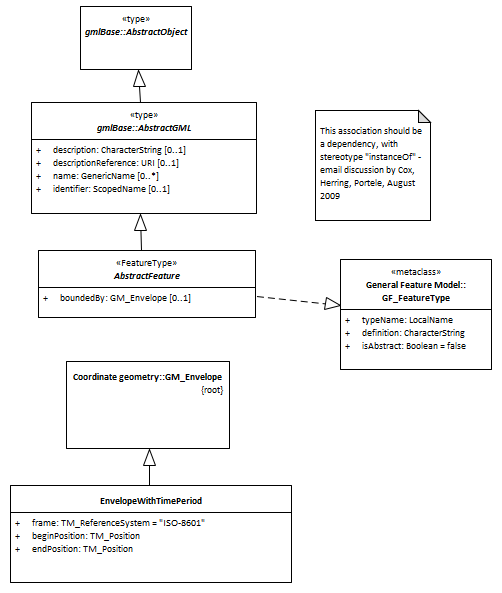 «type»
gmlBase::AbstractObject
«type»
gmlBase::AbstractGML
+ description: CharacterString [0..1]
+ descriptionReference: URI [0..1]
+ name: GenericName [0..*]
+ identifier: ScopedName [0..1]
This association should be
a dependency, with
stereotype "instanceOf" -
email discussion by Cox,
Herring, Portele, August
2009
«FeatureType»
AbstractFeature
+ boundedBy: GM_Envelope [0..1]
«metaclass»
General Feature Model::
GF_FeatureType
+ typeName: LocalName
+ definition: CharacterString
+ isAbstract: Boolean = false
Coordinate geometry::GM_Envelope
{root}
EnvelopeWithTimePeriod
+ frame: TM_ReferenceSystem = "ISO-8601"
+ beginPosition: TM_Position
+ endPosition: TM_Position